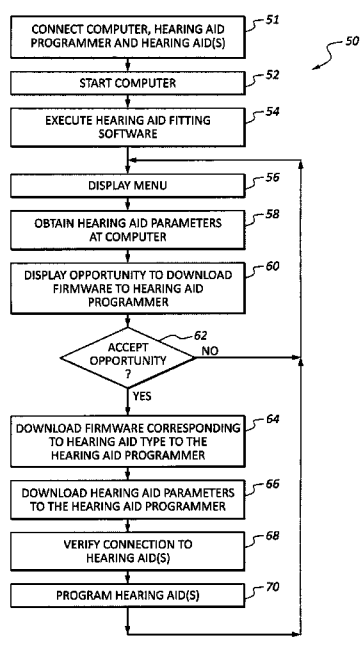 CONNECT COMPUTER, HEARING AID
PROGRAMMER AND HEARING AID(S)
51
50
START COMPUTER
52
EXECUTE HEARING AID FITTING
SOFTWARE
54
DISPLAY MENU
56
OBTAIN HEARING AID PARAMETERS
AT COMPUTER
58
DISPLAY OPPORTUNITY TO DOWNLOAD
FIRMWARE TO HEARING AID
PROGRAMMER
60
ACCEPT
OPPORTUNITY
?
62
NO
YES
DOWNLOAD FIRMWARE CORRESPONDING
TO HEARING AID TYPE TO THE
HEARING AID PROGRAMMER
64
DOWNLOAD HEARING AID PARAMETERS
TO THE HEARING AID PROGRAMMER
66
VERIFY CONNECTION TO
HEARING AID(S)
68
PROGRAM HEARING AID(S)
70